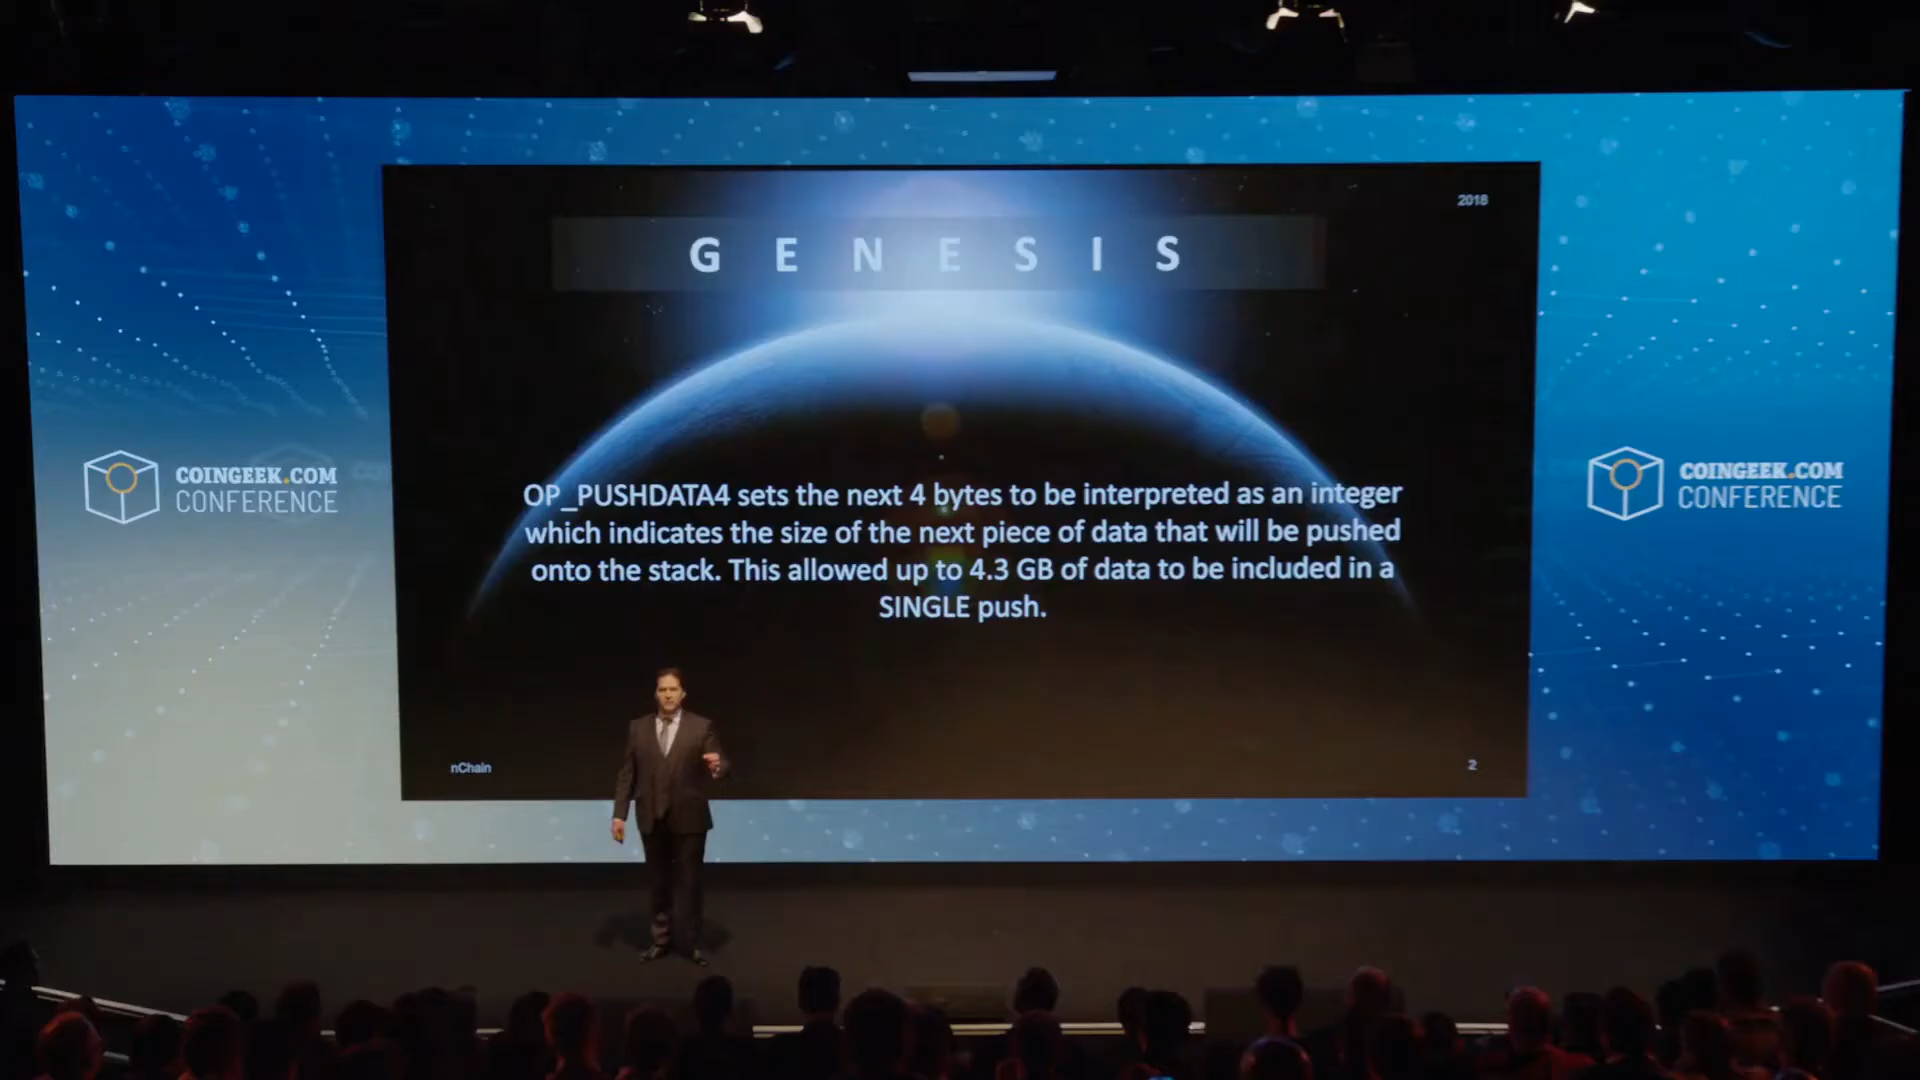 2018
GENESIS
OP_PUSHDATA4 sets the next 4 bytes to be interpreted as an integer
which indicates the size of the next piece of data that will be pushed
onto the stack. This allowed up to 4.3 GB of data to be included in a
SINGLE push.
nChain
2
COINGEEK.COM
CONFERENCE
COINGEEK.COM
CONFERENCE